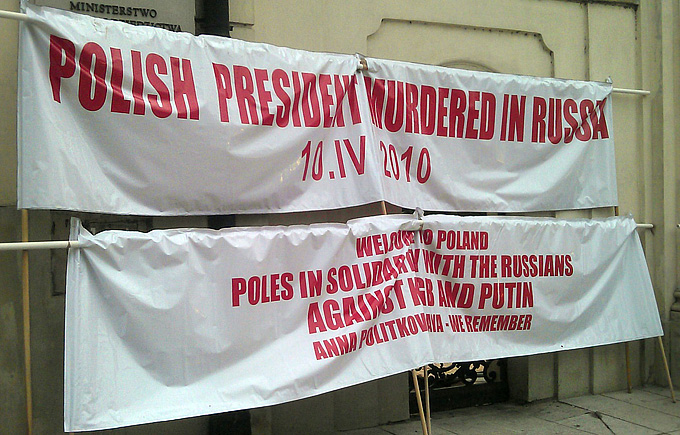 MINISTERSTWO
POLISH PRESIDENT MURDERED IN RUSSIA
10.IV 2010
WELCOME TO POLAND
POLES IN SOLIDARITY WITH THE RUSSIANS
AGAINST KGB AND PUTIN
ANNA POLITKOVSKAYA - WE REMEMBER